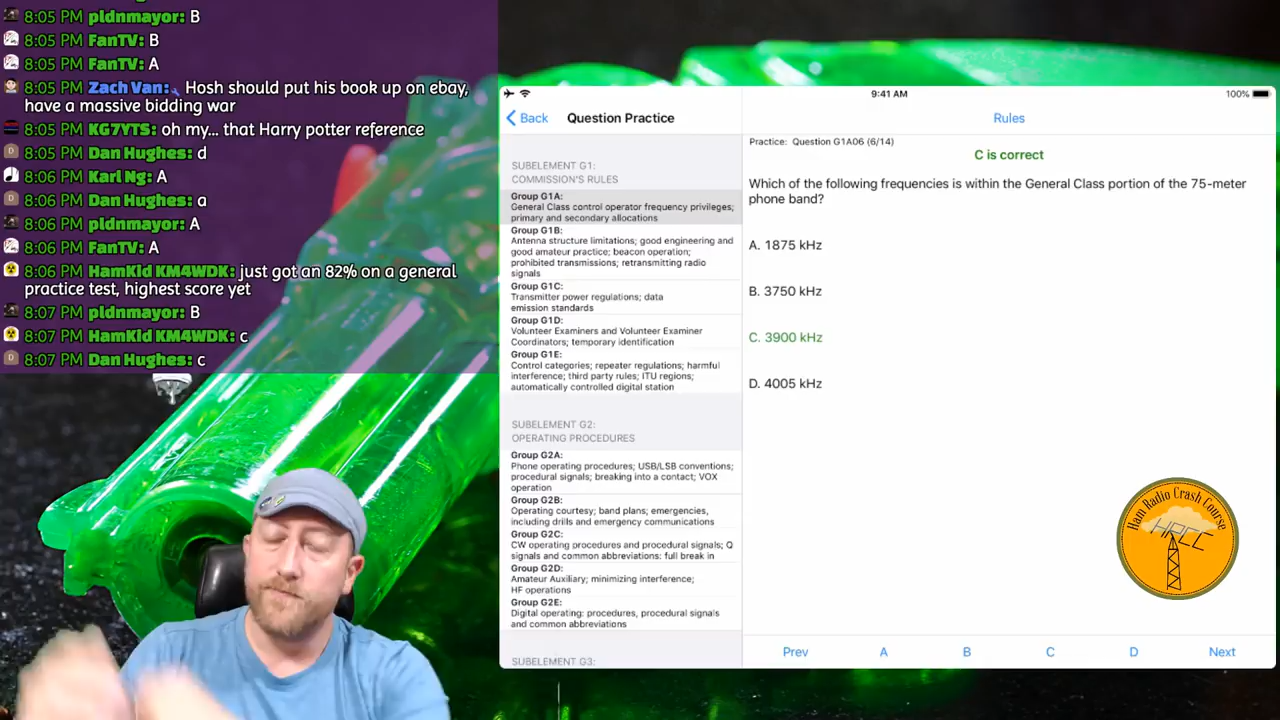 8:05 PM pldnmayor: B
8:05 PM FanTV: B
8:05 PM FanTV: A
8:05 PM Zach Van: Hosh should put his book up on ebay,
have a massive bidding war
8:05 PM KG7YTS: oh my... that Harry potter reference
8:05 PM Dan Hughes: d
8:06 PM Karl Ng: A
8:06 PM Dan Hughes: a
8:06 PM pldnmayor: A
8:06 PM FanTV: A
8:06 PM HamKid KM4WDK: just got an 82% on a general
practice test, highest score yet
8:07 PM pldnmayor: B
8:07 PM HamKid KM4WDK: c
8:07 PM Dan Hughes: c
9:41 AM
100%
Back
Question Practice
Rules
SUBELEMENT G1:
COMMISSION'S RULES
Group G1A:
General Class control operator frequency privileges;
primary and secondary allocations
Group G1B:
Antenna structure limitations; good engineering and
good amateur practice; beacon operation;
prohibited transmissions; retransmitting radio
signals
Group G1C:
Transmitter power regulations; data
emission standards
Group G1D:
Volunteer Examiners and Volunteer Examiner
Coordinators; temporary identification
Group G1E:
Control categories; repeater regulations; harmful
interference; third party rules; ITU regions;
automatically controlled digital station
SUBELEMENT G2:
OPERATING PROCEDURES
Group G2A:
Phone operating procedures; USB/LSB conventions;
procedural signals; breaking into a contact; VOX
operation
Group G2B:
Operating courtesy; band plans; emergencies,
including drills and emergency communications
Group G2C:
CW operating procedures and procedural signals; Q
signals and common abbreviations: full break in
Group G2D:
Amateur Auxiliary; minimizing interference;
HF operations
Group G2E:
Digital operating: procedures, procedural signals
and common abbreviations
SUBELEMENT G3:
Practice: Question G1A06 (6/14)
C is correct
Which of the following frequencies is within the General Class portion of the 75-meter
phone band?
A. 1875 kHz
B. 3750 kHz
C. 3900 kHz
D. 4005 kHz
Ham Radio Crash Course
HRCC
Prev
A
B
C
D
Next